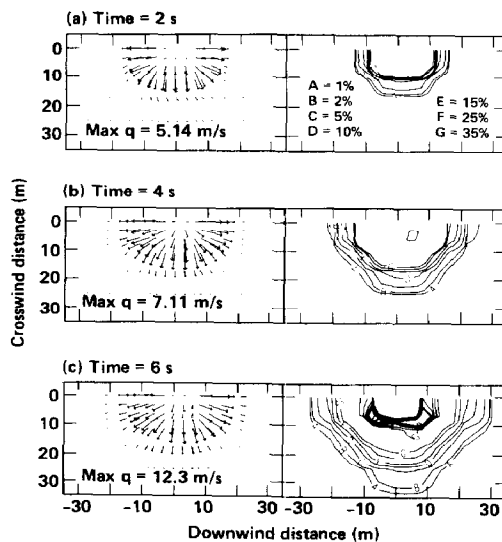 (a) Time = 2 s
0
10
20
30
Max q = 5.14 m/s
A = 1%
B = 2%
C = 5%
D = 10%
E = 15%
F = 25%
G = 35%
(b) Time = 4 s
0
10
20
30
Max q = 7.11 m/s
Crosswind distance (m)
(c) Time = 6 s
0
10
20
30
Max q = 12.3 m/s
-30 -10 0 10 30 -30 -10 0 10 30
Downwind distance (m)